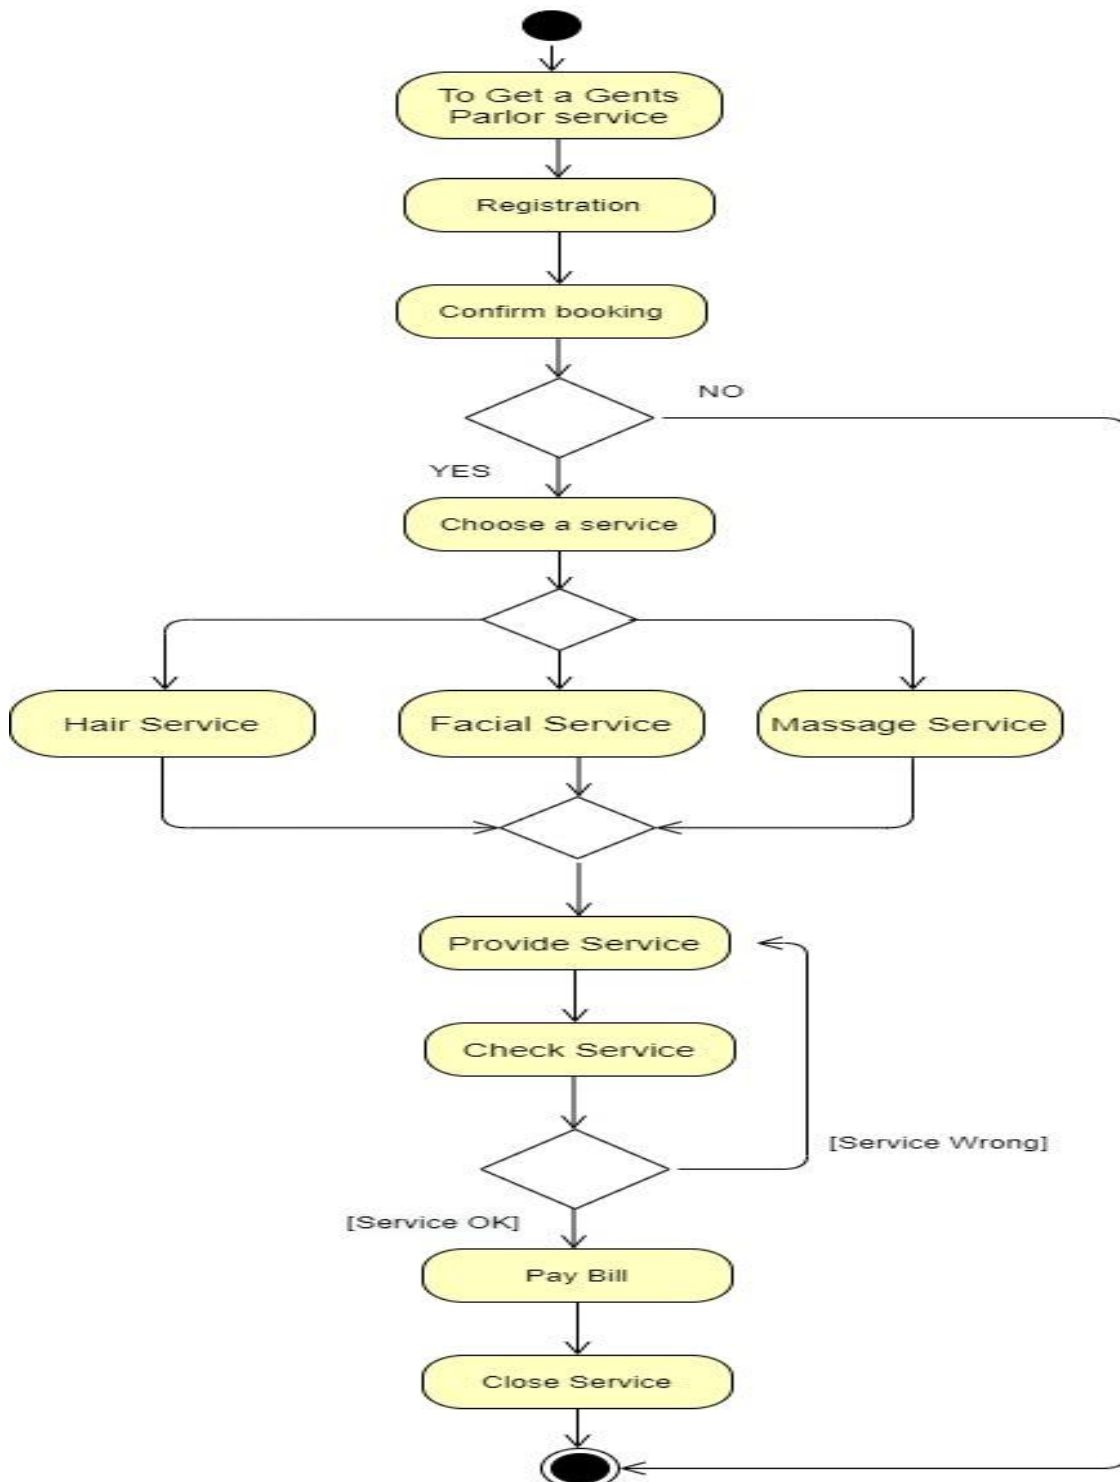 To Get a Gents
Parlor service
Registration
Confirm booking
NO
YES
Choose a service
Hair Service
Facial Service
Massage Service
Provide Service
Check Service
[Service Wrong]
[Service OK]
Pay Bill
Close Service